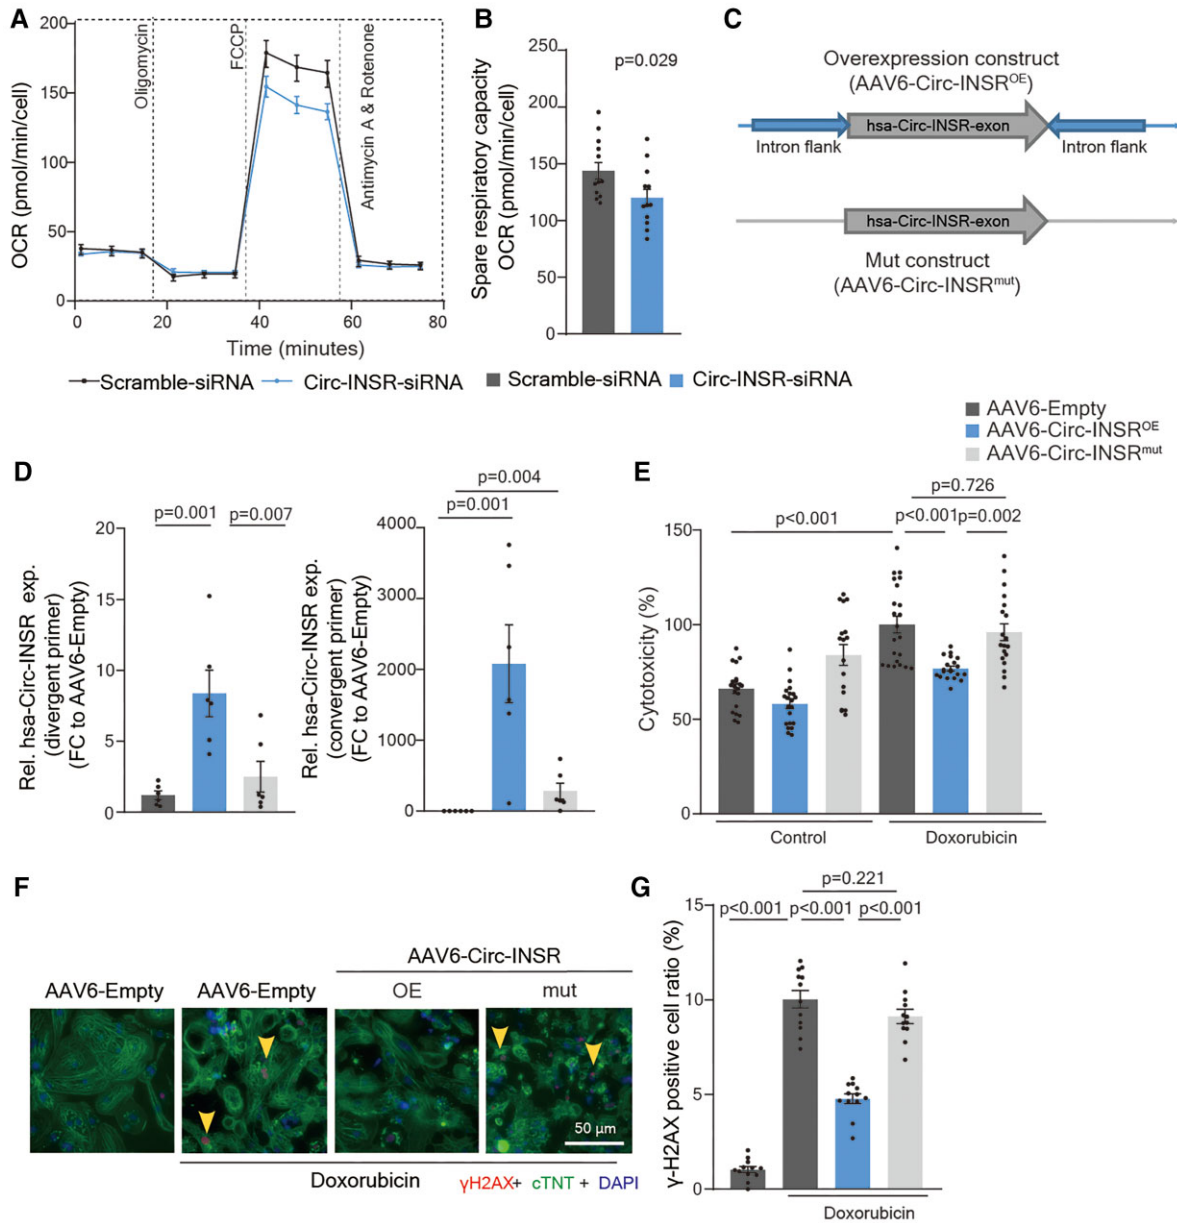 A
200
150
100
50
0
OCR (pmol/min/cell)
Oligomycin
FCCP
Antimycin A & Rotenone
0 20 40 60 80
Time (minutes)
Scramble-siRNA Circ-INSR-siRNA
B
250
200
150
100
50
0
Spare respiratory capacity
OCR (pmol/min/cell)
p=0.029
Scramble-siRNA Circ-INSR-siRNA
C
Overexpression construct
(AAV6-Circ-INSR^OE)
hsa-Circ-INSR-exon
Intron flank Intron flank
hsa-Circ-INSR-exon
Mut construct
(AAV6-Circ-INSR^mut)
AAV6-Empty
AAV6-Circ-INSR^OE
AAV6-Circ-INSR^mut
D
p=0.001 p=0.007
20
15
10
5
0
Rel. hsa-Circ-INSR exp.
(divergent primer)
(FC to AAV6-Empty)
p=0.004
p=0.001
4000
3000
2000
1000
0
Rel. hsa-Circ-INSR exp.
(convergent primer)
(FC to AAV6-Empty)
E
p=0.726
p<0.001 p<0.001 p=0.002
150
100
50
0
Cytotoxicity (%)
Control Doxorubicin
F
AAV6-Circ-INSR
AAV6-Empty AAV6-Empty OE mut
50 µm
Doxorubicin γH2AX+ cTNT + DAPI
G
p=0.221
p<0.001 p<0.001 p<0.001
15
10
5
0
γ-H2AX positive cell ratio (%)
Doxorubicin